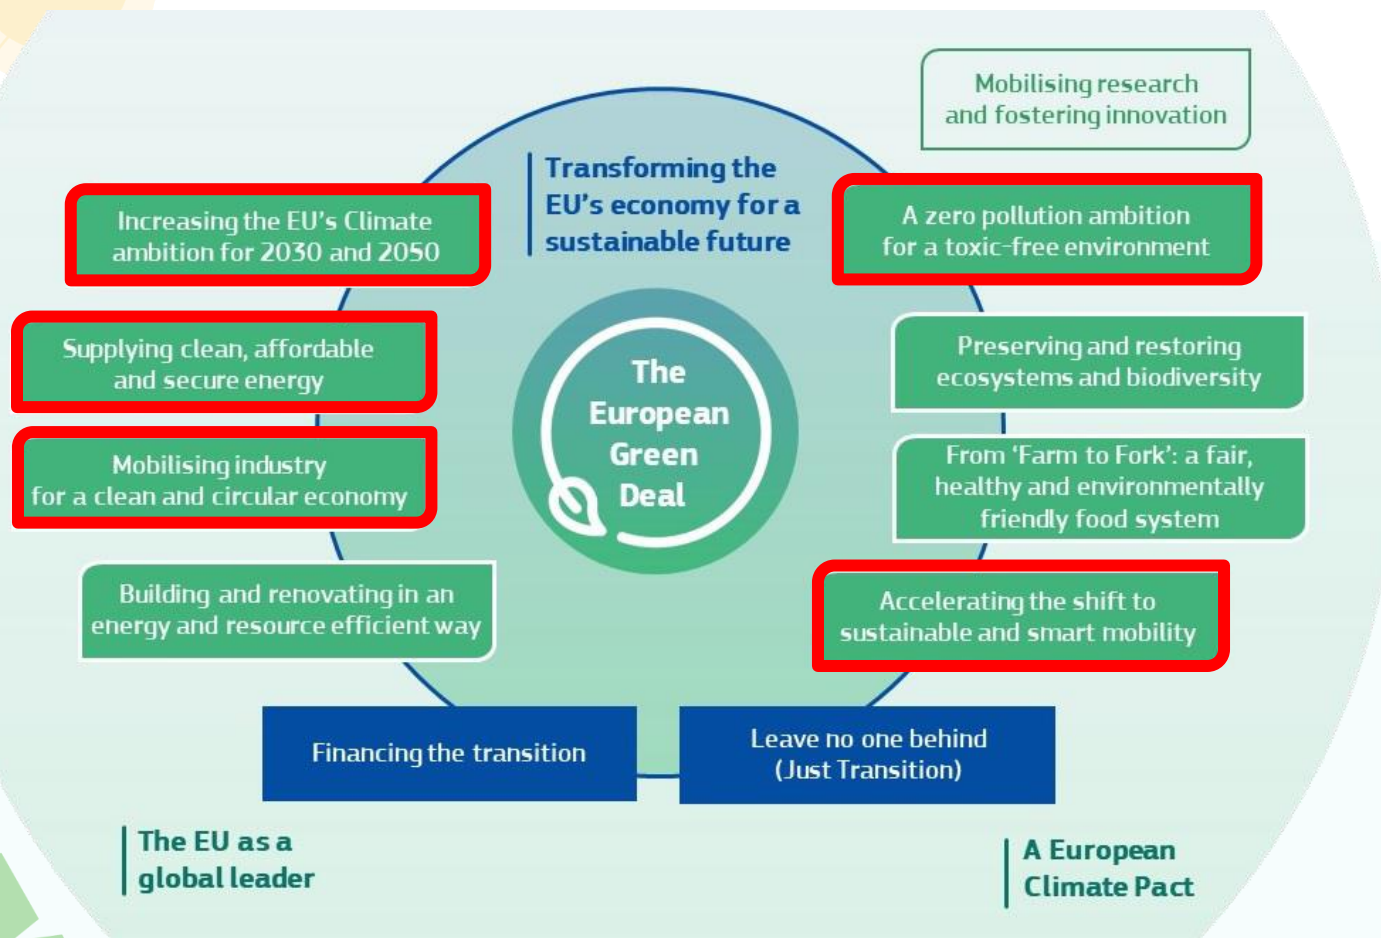 Mobilising research
and fostering innovation
Transforming the
EU's economy for a
sustainable future
Increasing the EU's Climate
ambition for 2030 and 2050
A zero pollution ambition
for a toxic-free environment
Supplying clean, affordable
and secure energy
Preserving and restoring
ecosystems and biodiversity
The
European
Green
Deal
Mobilising industry
for a clean and circular economy
From ‘Farm to Fork’: a fair,
healthy and environmentally
friendly food system
Building and renovating in an
energy and resource efficient way
Accelerating the shift to
sustainable and smart mobility
Financing the transition
Leave no one behind
(Just Transition)
The EU as a
global leader
A European
Climate Pact